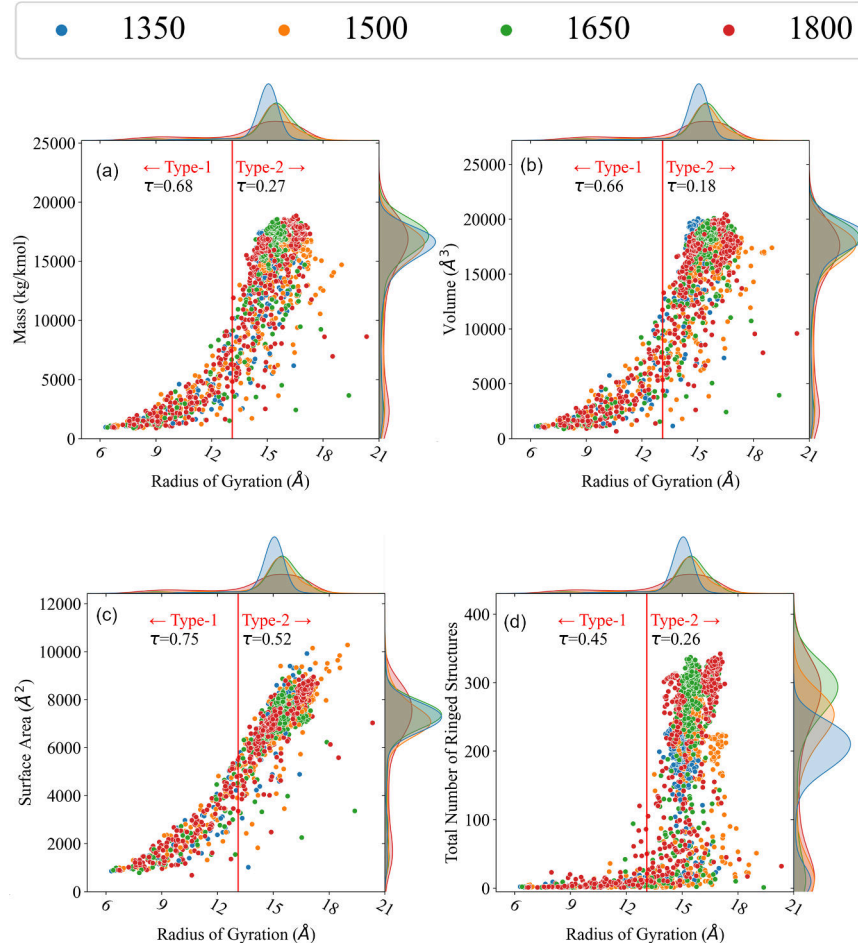 1350 1500 1650 1800
(a) ← Type-1 Type-2 →
τ=0.68 τ=0.27
25000
20000
15000
10000
5000
0
Mass (kg/kmol)
6 9 12 15 18 21
Radius of Gyration (Å)
(b) ← Type-1 Type-2 →
τ=0.66 τ=0.18
25000
20000
15000
10000
5000
0
Volume (Å³)
6 9 12 15 18 21
Radius of Gyration (Å)
(c) ← Type-1 Type-2 →
τ=0.75 τ=0.52
12000
10000
8000
6000
4000
2000
0
Surface Area (Å²)
6 9 12 15 18 21
Radius of Gyration (Å)
← Type-1 Type-2 → (d)
τ=0.45 τ=0.26
400
300
200
100
0
Total Number of Ringed Structures
6 9 12 15 18 21
Radius of Gyration (Å)